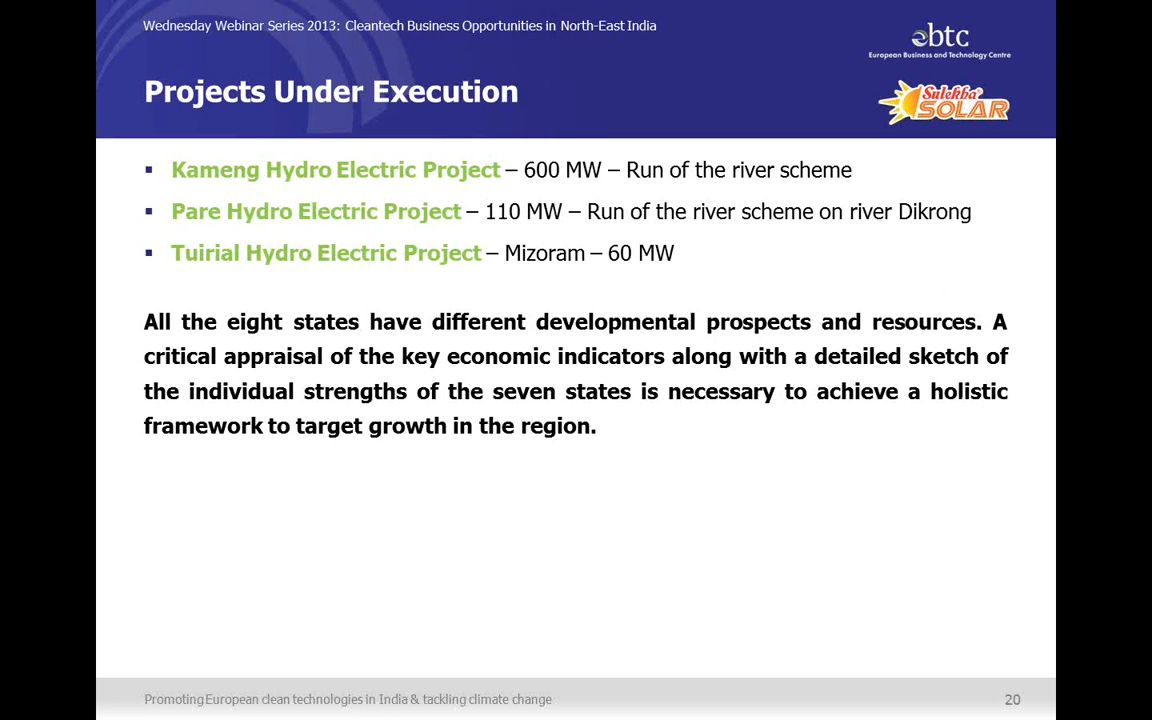 Wednesday Webinar Series 2013: Cleantech Business Opportunities in North-East India
ebtc
European Business and Technology Centre
Projects Under Execution
Sulekha
SOLAR
▪ Kameng Hydro Electric Project – 600 MW – Run of the river scheme
▪ Pare Hydro Electric Project – 110 MW – Run of the river scheme on river Dikrong
▪ Tuirial Hydro Electric Project – Mizoram – 60 MW
All the eight states have different developmental prospects and resources. A
critical appraisal of the key economic indicators along with a detailed sketch of
the individual strengths of the seven states is necessary to achieve a holistic
framework to target growth in the region.
Promoting European clean technologies in India & tackling climate change
20